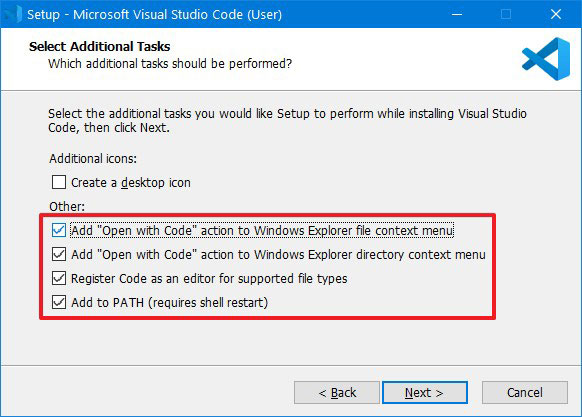 Setup - Microsoft Visual Studio Code (User)
Select Additional Tasks
Which additional tasks should be performed?
Select the additional tasks you would like Setup to perform while installing Visual Studio
Code, then click Next.
Additional icons:
Create a desktop icon
Other:
Add "Open with Code" action to Windows Explorer file context menu
Add "Open with Code" action to Windows Explorer directory context menu
Register Code as an editor for supported file types
Add to PATH (requires shell restart)
< Back
Next >
Cancel